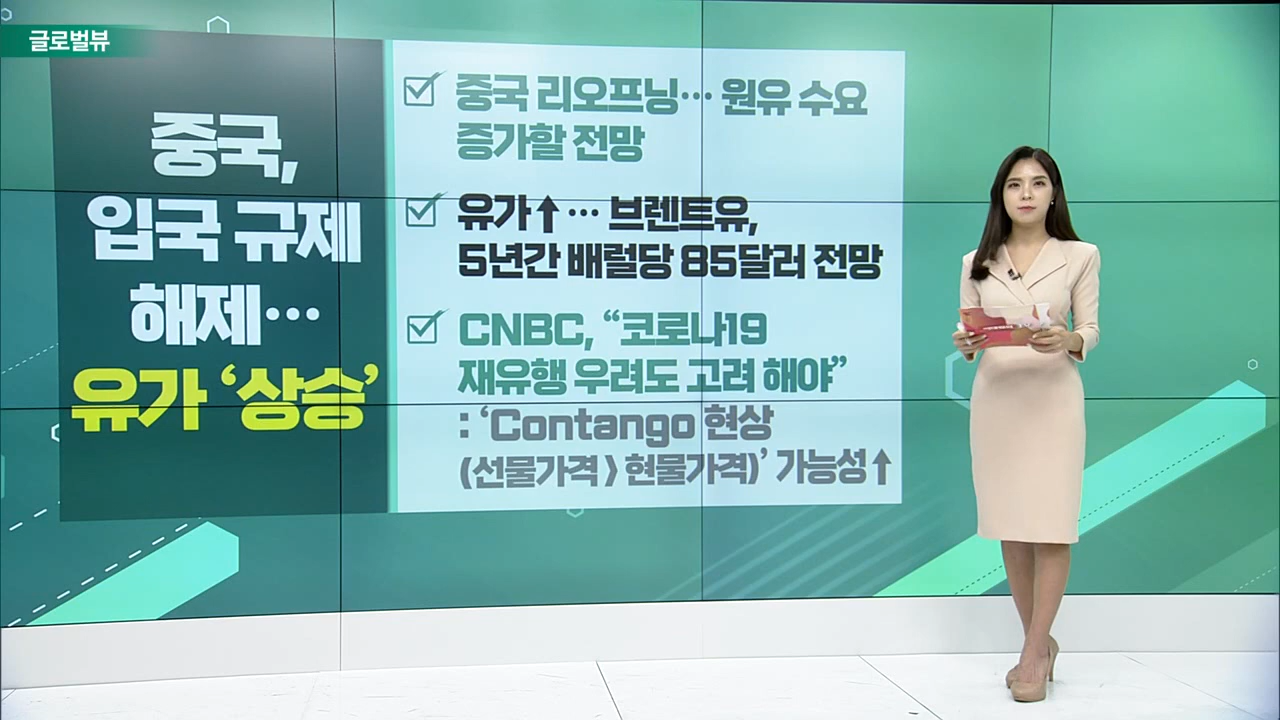 글로벌뷰
중국,
입국 규제
해제…
유가 ‘상승’
중국 리오프닝… 원유 수요
증가할 전망
유가↑… 브렌트유,
5년간 배럴당 85달러 전망
CNBC, “코로나19
재유행 우려도 고려 해야”
: ‘Contango 현상
(선물가격 > 현물가격)’ 가능성↑